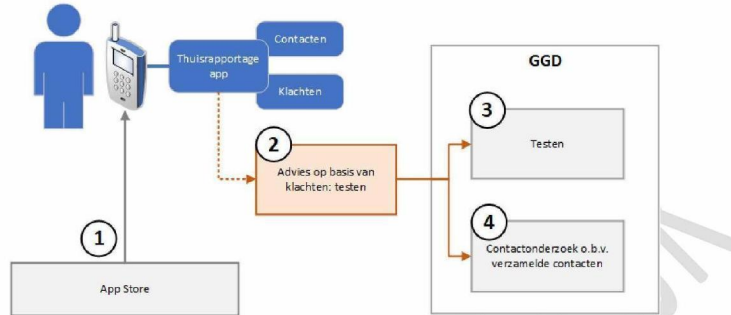 Contacten
Thuisrapportage
app
Klachten
GGD
3
Testen
2
Advies op basis van
klachten: testen
4
Contactonderzoek o.b.v.
verzamelde contacten
1
App Store